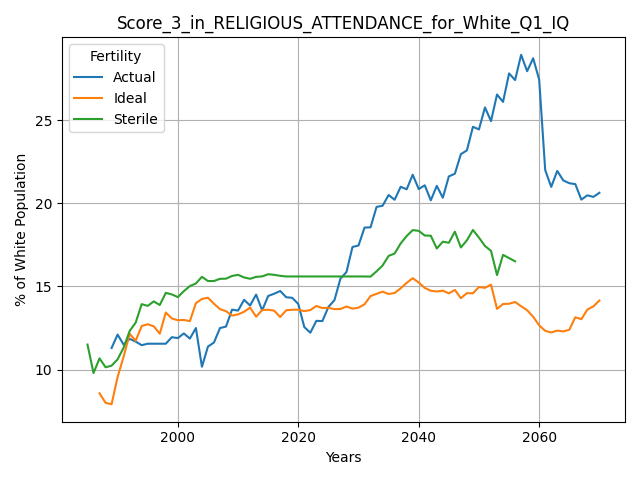 Score_3_in_RELIGIOUS_ATTENDANCE_for_White_Q1_IQ
Fertility
Actual
Ideal
Sterile
% of White Population
25
20
15
10
2000 2020 2040 2060
Years